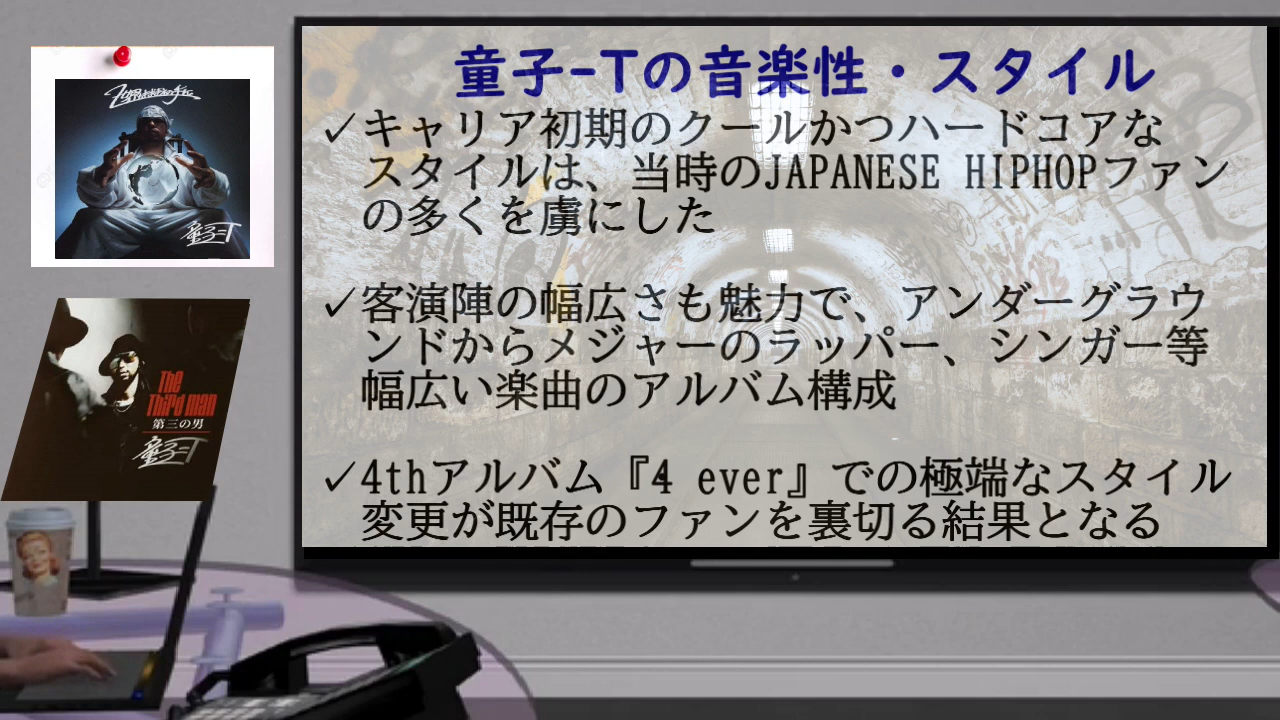 童子-Tの音楽性・スタイル
✓キャリア初期のクールかつハードコアな
スタイルは、当時のJAPANESE HIPHOPファン
の多くを虜にした
✓客演陣の幅広さも魅力で、アンダーグラウ
ンドからメジャーのラッパー、シンガー等
幅広い楽曲のアルバム構成
✓4thアルバム『4 ever』での極端なスタイル
変更が既存のファンを裏切る結果となる
童子-T
The
Third man
第三の男
童子-T